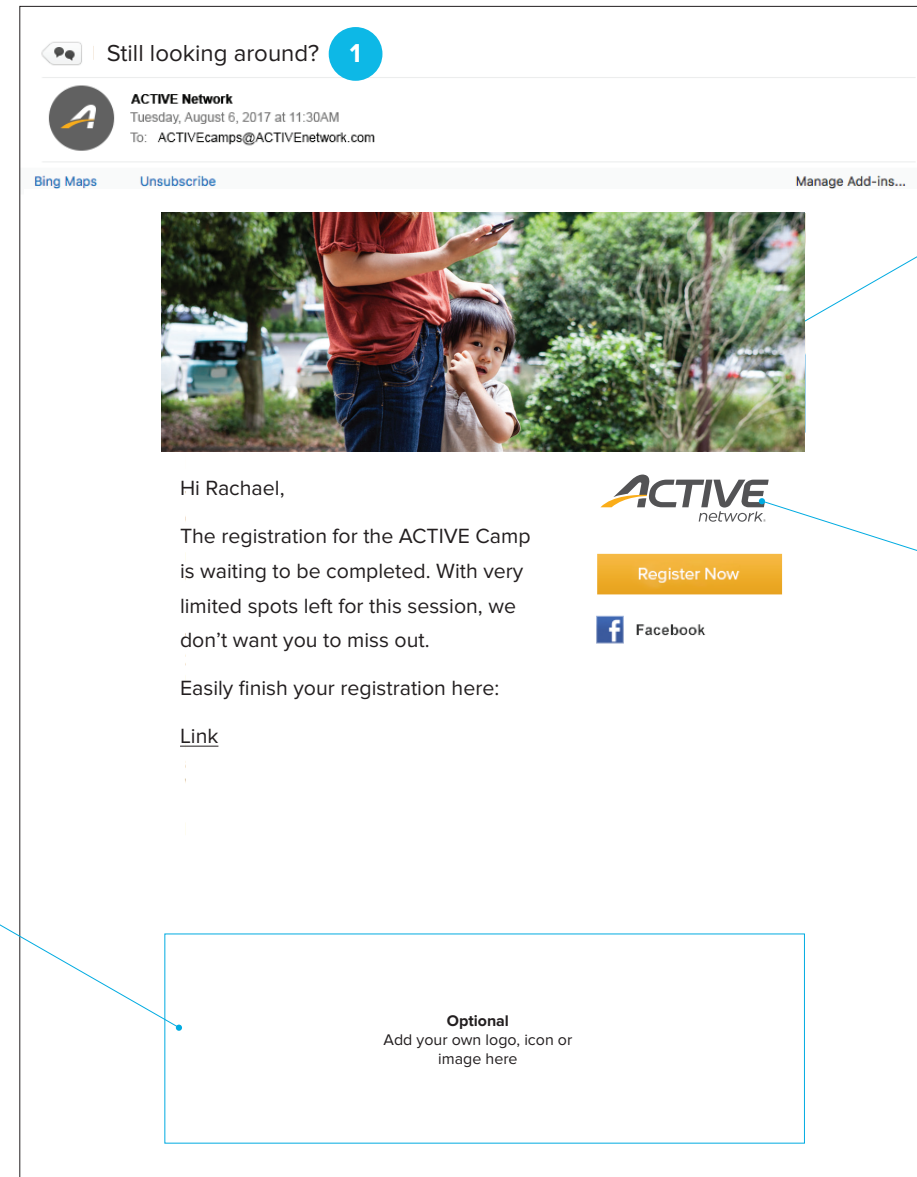 Still looking around? 1
ACTIVE Network
Tuesday, August 6, 2017 at 11:30AM
To: ACTIVEcamps@ACTIVEnetwork.com
Bing Maps Unsubscribe Manage Add-ins...
Hi Rachael,
The registration for the ACTIVE Camp
is waiting to be completed. With very
limited spots left for this session, we
don’t want you to miss out.
Easily finish your registration here:
Link
ACTIVE
network.
Register Now
Facebook
Optional
Add your own logo, icon or
image here